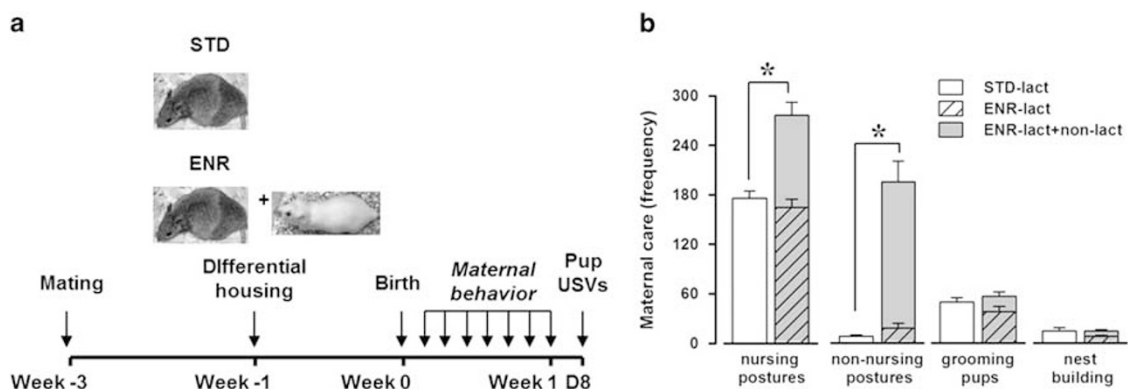 a
STD
ENR
+
Mating
DIfferential
housing
Birth
Maternal
behavior
Pup
USVs
Week -3
Week -1
Week 0
Week 1 D8
b
*
*
STD-lact
ENR-lact
ENR-lact+non-lact
Maternal care (frequency)
300
240
180
120
60
0
nursing
postures
non-nursing
postures
grooming
pups
nest
building